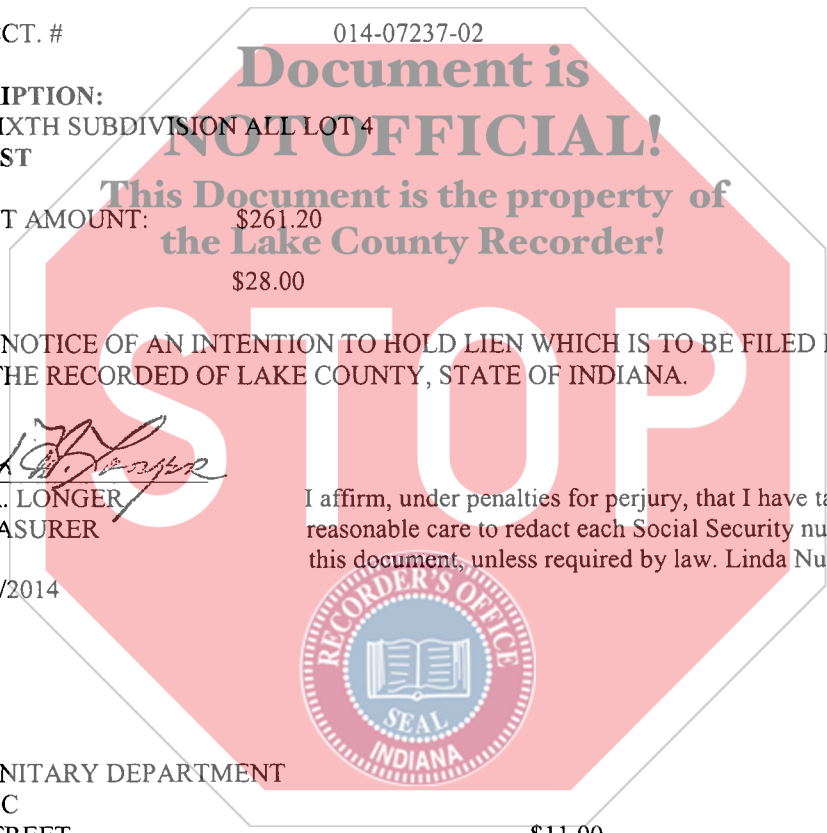 CT. # 014-07237-02
Document is
IPTION:
IXTH SUBDIVISION ALL LOT 4
NOT OFFICIAL!
ST
This Document is the property of
T AMOUNT: $261.20
the Lake County Recorder!
$28.00
STOP
NOTICE OF AN INTENTION TO HOLD LIEN WHICH IS TO BE FILED
THE RECORDED OF LAKE COUNTY, STATE OF INDIANA.
. LONGER
ASURER
I affirm, under penalties for perjury, that I have ta
reasonable care to redact each Social Security nu
this document, unless required by law. Linda Nu
/2014
RECORDER'S OFFICE
SEAL
INDIANA
NITARY DEPARTMENT
C
TREET $11.00